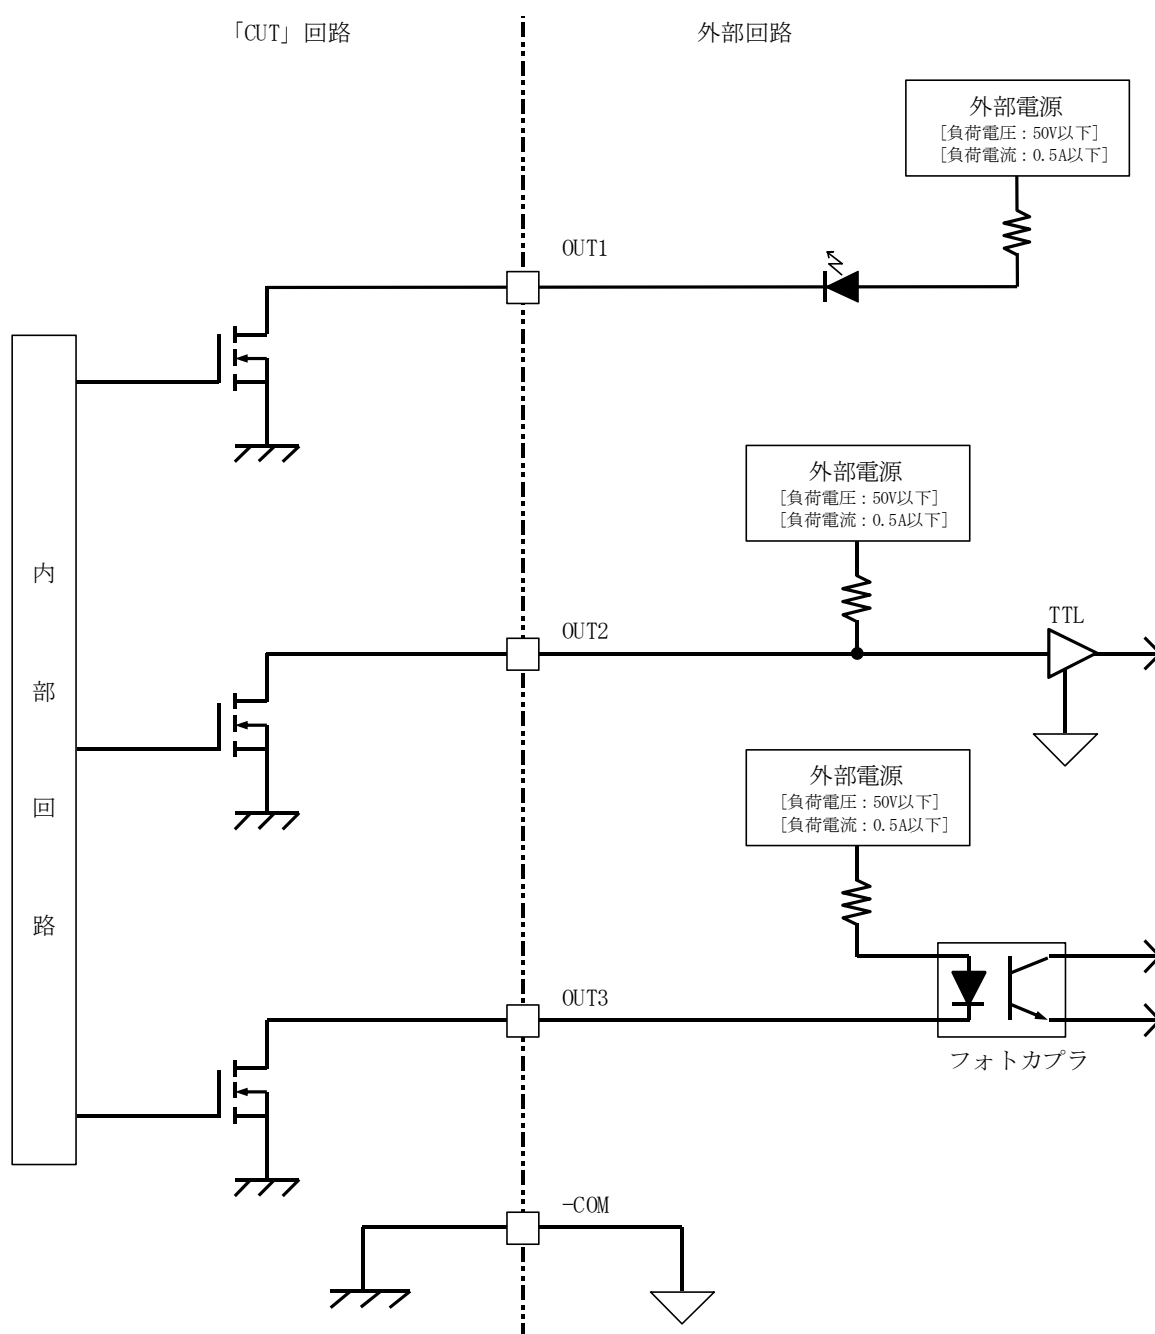 「CUT」回路
外部回路
外部電源
[負荷電圧：50V以下]
[負荷電流：0.5A以下]
OUT1
外部電源
[負荷電圧：50V以下]
[負荷電流：0.5A以下]
内部回路
OUT2
TTL
外部電源
[負荷電圧：50V以下]
[負荷電流：0.5A以下]
OUT3
フォトカプラ
-COM